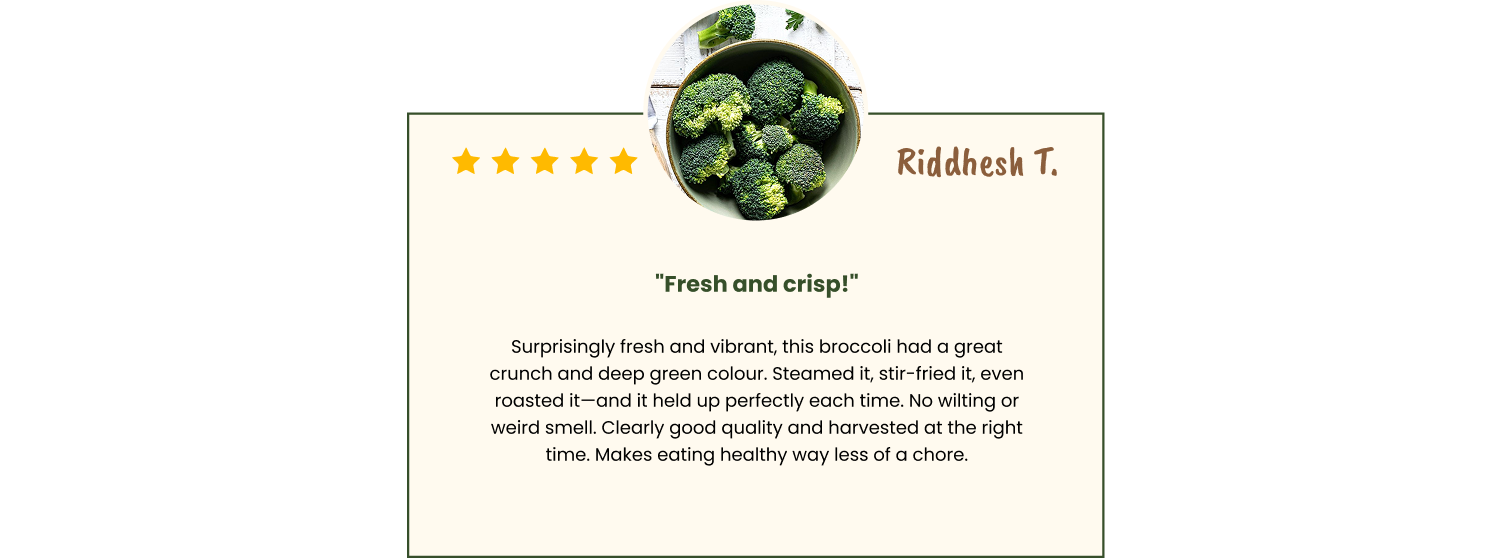 Riddhesh T.
"Fresh and crisp!"
Surprisingly fresh and vibrant, this broccoli had a great
crunch and deep green colour. Steamed it, stir-fried it, even
roasted it—and it held up perfectly each time. No wilting or
weird smell. Clearly good quality and harvested at the right
time. Makes eating healthy way less of a chore.